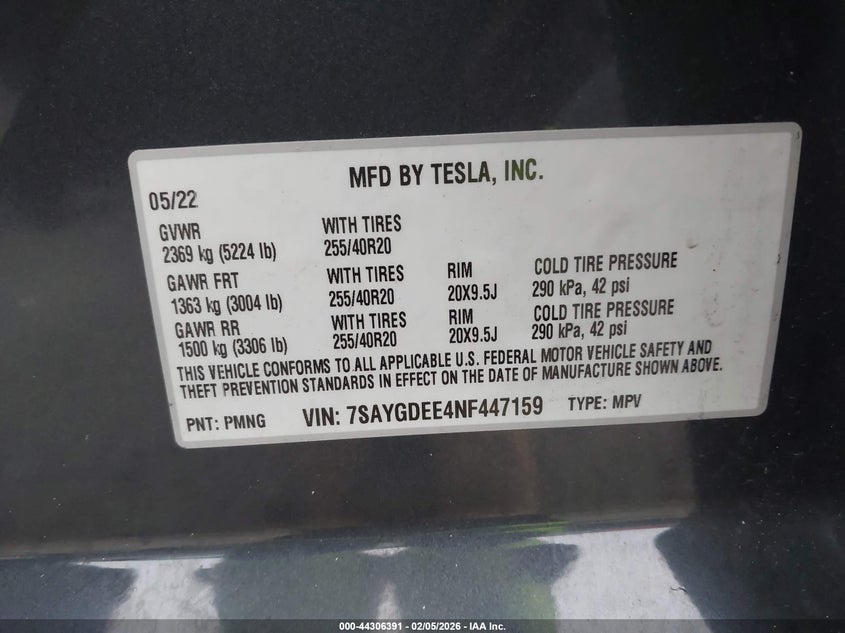 MFD BY TESLA, INC.
05/22
GVWR WITH TIRES
2369 kg (5224 lb) 255/40R20
GAWR FRT WITH TIRES RIM COLD TIRE PRESSURE
1363 kg (3004 lb) 255/40R20 20X9.5J 290 kPa, 42 psi
GAWR RR WITH TIRES RIM COLD TIRE PRESSURE
1500 kg (3306 lb) 255/40R20 20X9.5J 290 kPa, 42 psi
THIS VEHICLE CONFORMS TO ALL APPLICABLE U.S. FEDERAL MOTOR VEHICLE SAFETY AND
THEFT PREVENTION STANDARDS IN EFFECT ON THE DATE OF MANUFACTURE SHOWN ABOVE.
PNT: PMNG VIN: 7SAYGDEE4NF447159 TYPE: MPV
000-44306391 - 02/05/2026 - IAA Inc.